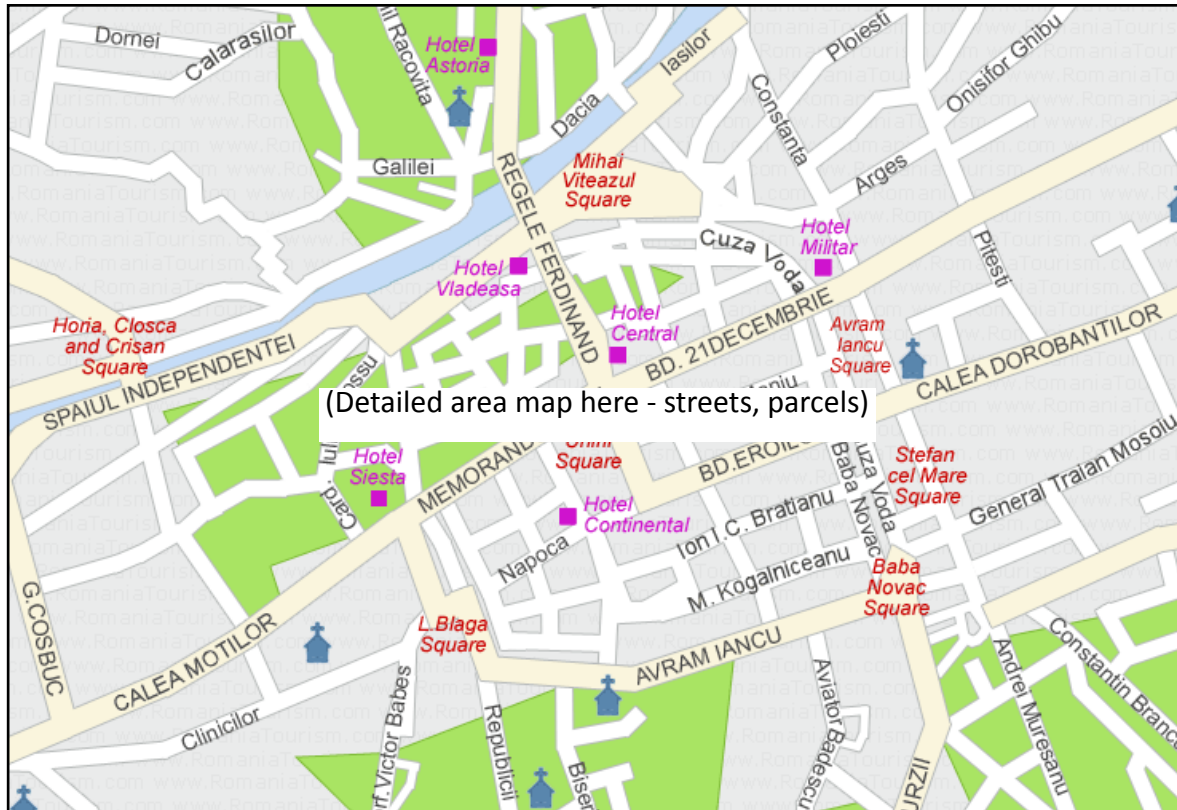 Dornei
Calarasilor
Racovita
Hotel
Astoria
Iasilor
Ploiesti
Onisifor Ghibu
Constanta
Dacia
Galilei
REGELE FERDINAND
Mihai
Viteazul
Square
Arges
Cuza Voda
Hotel
Militar
Pitesti
Hotel
Vladeasa
Horia, Closca
and Crisan
Square
SPAIUL INDEPENDENTEI
Hotel
Central
BD. 21DECEMBRIE
Avram
Iancu
Square
CALEA DOROBANTILOR
(Detailed area map here - streets, parcels)
Hotel
Siesta
Card.
MEMORAND
Square
Stefan
cel Mare
Square
General Traian Mosoiu
Baba Novac
Voda
Hotel
Continental
Ion I.C. Bratianu
Napoca
M. Kogalniceanu
Baba
Novac
Square
G.COSBUC
CALEA MOTILOR
L.Blaga
Square
AVRAM IANCU
Clinicilor
Victor Babes
Republicii
Aviator Badescu
Andrei Muresanu
Constantin Branc
www.RomaniaTourism.com